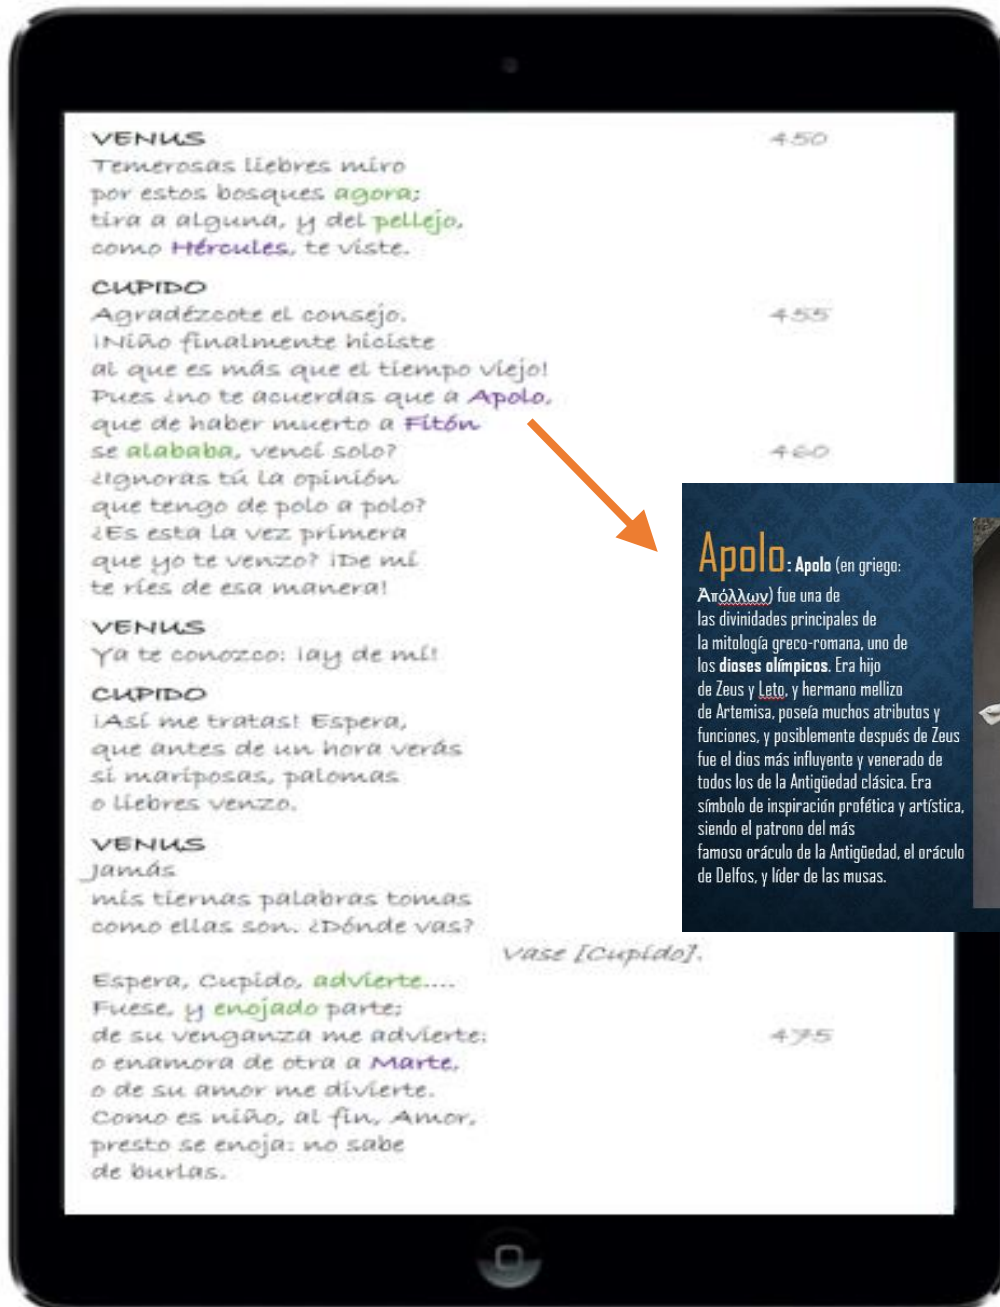 VENUS 450
Temerosas liebres miro
por estos bosques agora;
tira a alguna, y del pellejo,
como Hércules, te viste.
CUPIDO
Agradézcote el consejo. 455
¡Niño finalmente hiciste
al que es más que el tiempo viejo!
Pues ¿no te acuerdas que a Apolo,
que de haber muerto a Fitón
se alababa, vencí solo? 460
¿Ignoras tú la opinión
que tengo de polo a polo?
¿Es esta la vez primera
que yo te venzo? ¡De mí
te ríes de esa manera!
VENUS
Ya te conozco: ¡ay de mí!
CUPIDO
¡Así me tratas! Espera,
que antes de un hora verás
si mariposas, palomas
o liebres venzo.
VENUS
Jamás
mis tiernas palabras tomas
como ellas son. ¿Dónde vas?
Vase [Cupido].
Espera, Cupido, advierte....
Fuese, y enojado parte;
de su venganza me advierte: 475
o enamora de otra a Marte,
o de su amor me divierte.
Como es niño, al fin, Amor,
presto se enoja: no sabe
de burlas.
Apolo: Apolo (en griego:
Ἀπόλλων) fue una de
las divinidades principales de
la mitología greco-romana, uno de
los dioses olímpicos. Era hijo
de Zeus y Leto, y hermano mellizo
de Artemisa, poseía muchos atributos y
funciones, y posiblemente después de Zeus
fue el dios más influyente y venerado de
todos los de la Antigüedad clásica. Era
símbolo de inspiración profética y artística,
siendo el patrono del más
famoso oráculo de la Antigüedad, el oráculo
de Delfos, y líder de las musas.